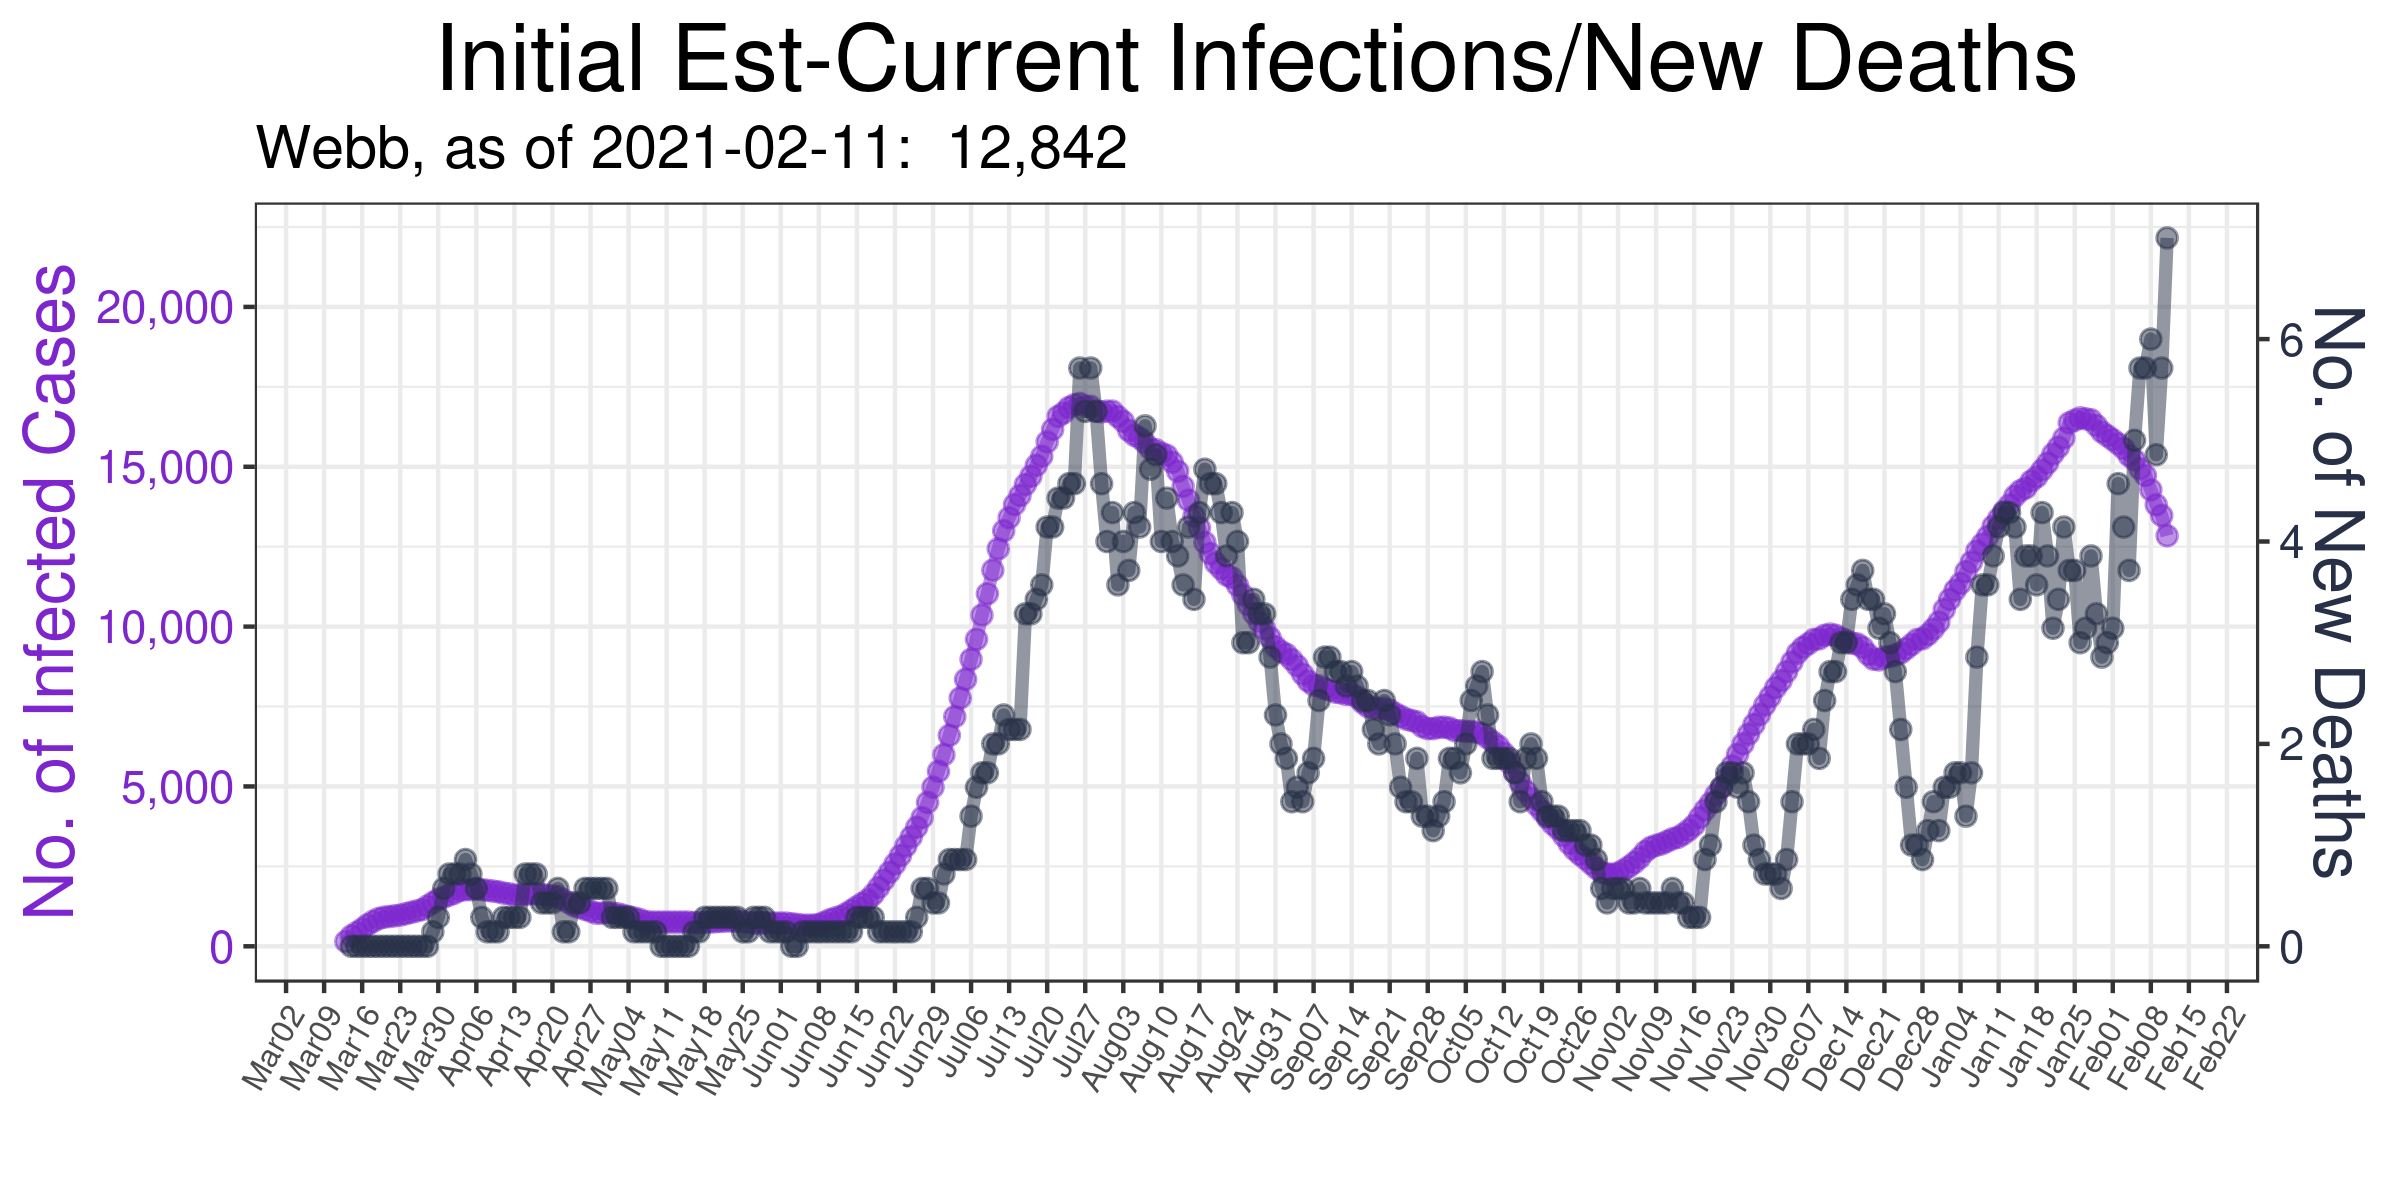 Initial Est-Current Infections/New Deaths
Webb, as of 2021-02-11:  12,842
No. of Infected Cases
20,000
15,000
10,000
5,000
0
No. of New Deaths
6
4
2
0
Mar02
Mar09
Mar16
Mar23
Mar30
Apr06
Apr13
Apr20
Apr27
May04
May11
May18
May25
Jun01
Jun08
Jun15
Jun22
Jun29
Jul06
Jul13
Jul20
Jul27
Aug03
Aug10
Aug17
Aug24
Aug31
Sep07
Sep14
Sep21
Sep28
Oct05
Oct12
Oct19
Oct26
Nov02
Nov09
Nov16
Nov23
Nov30
Dec07
Dec14
Dec21
Dec28
Jan04
Jan11
Jan18
Jan25
Feb01
Feb08
Feb15
Feb22